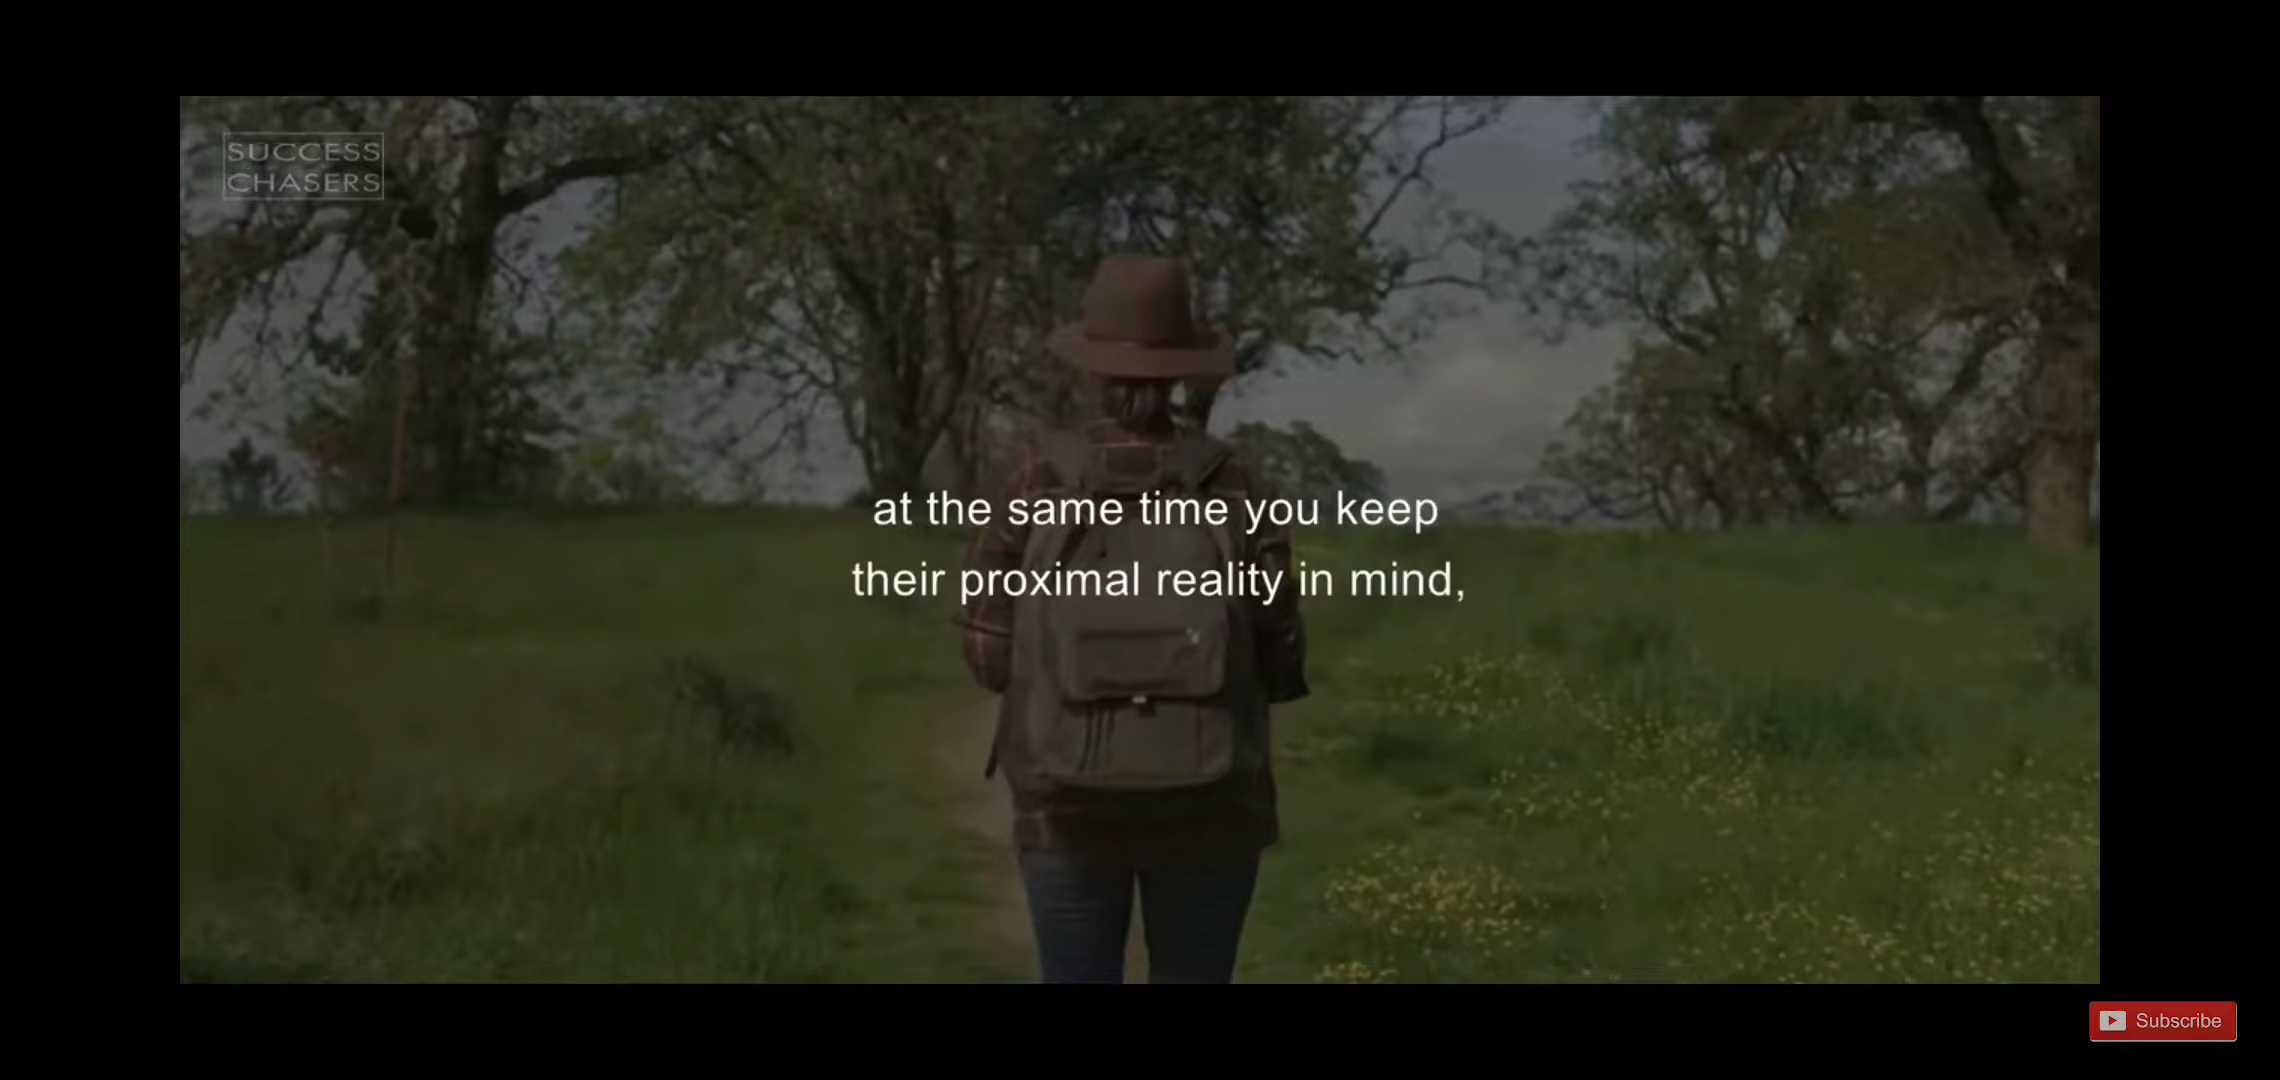 SUCCESS
CHASERS
at the same time you keep
their proximal reality in mind,
Subscribe